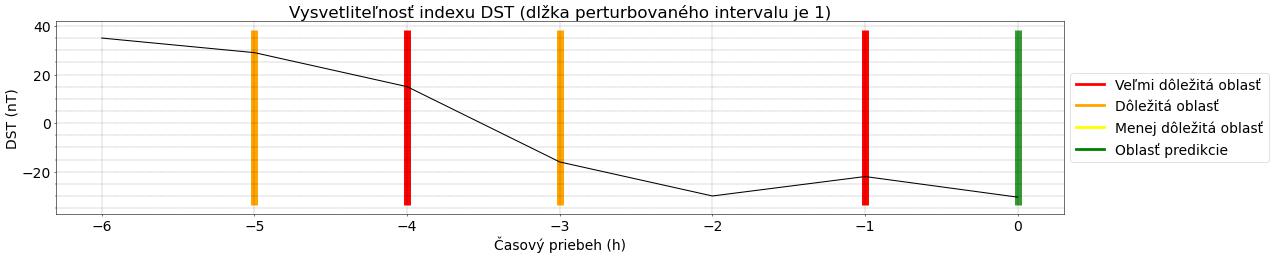 Vysvetliteľnosť indexu DST (dĺžka perturbovaného intervalu je 1)
DST (nT)
40
20
0
−20
−6 −5 −4 −3 −2 −1 0
Časový priebeh (h)
Veľmi dôležitá oblasť
Dôležitá oblasť
Menej dôležitá oblasť
Oblasť predikcie